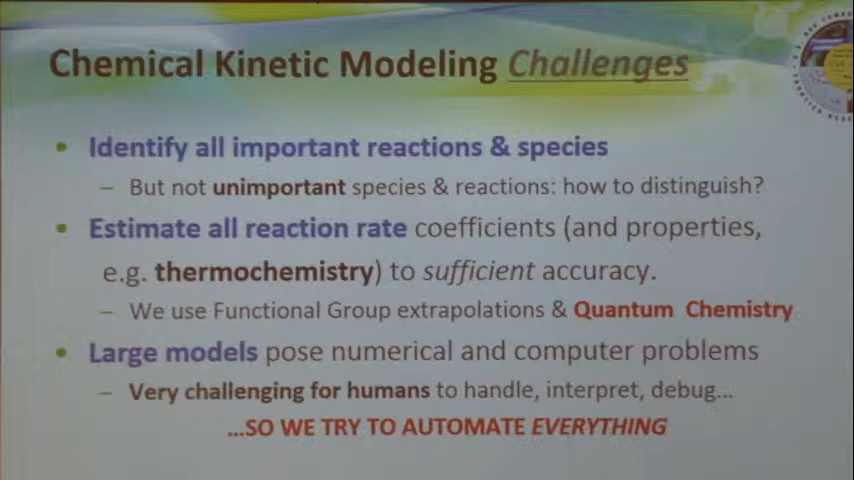 Chemical Kinetic Modeling Challenges
• Identify all important reactions & species
– But not unimportant species & reactions: how to distinguish?
• Estimate all reaction rate coefficients (and properties,
e.g. thermochemistry) to sufficient accuracy.
– We use Functional Group extrapolations & Quantum Chemistry
• Large models pose numerical and computer problems
– Very challenging for humans to handle, interpret, debug...
...SO WE TRY TO AUTOMATE EVERYTHING